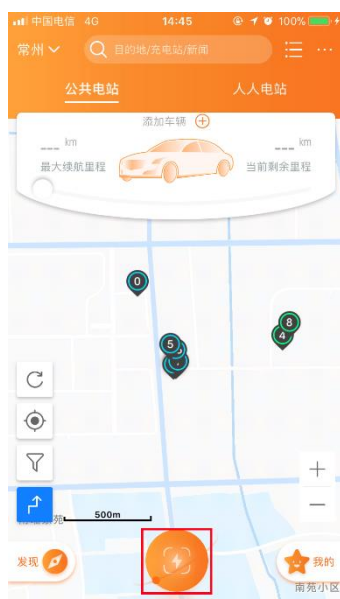 中国电信 4G 14:45 100%
常州 目的地/充电站/新闻
公共电站 人人电站
添加车辆
--- km --- km
最大续航里程 当前剩余里程
0
8
5
4
500m
发现 我的
南苑小区